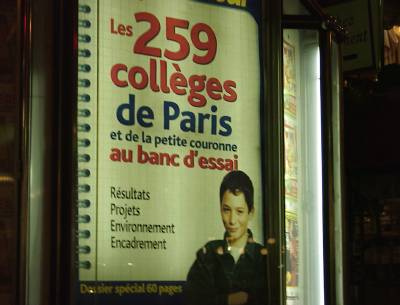 Les
259
collèges
de Paris
et de la petite couronne
au banc d'essai
Résultats
Projets
Environnement
Encadrement
Dossier spécial 60 pages